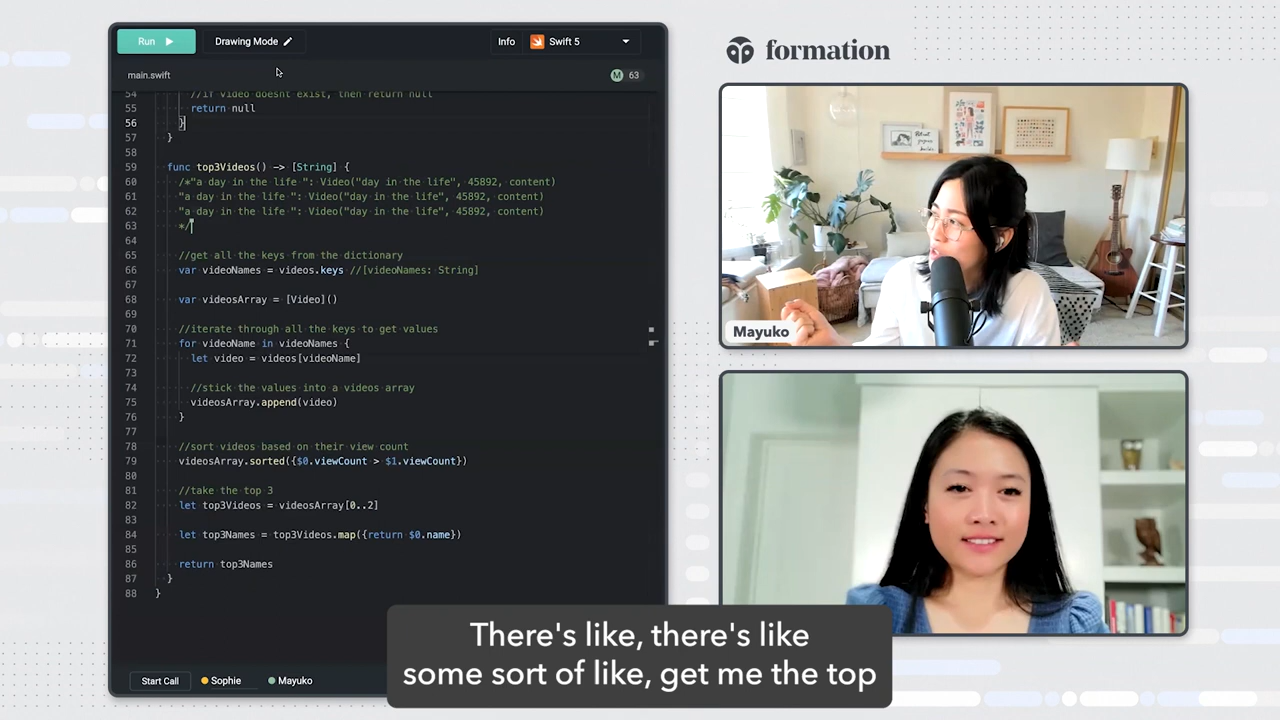 Run
Drawing Mode
Info
Swift 5
main.swift
M 63
54 //if video doesnt exist, then return null
55 return null
56 }
57 }
58
59 func top3Videos() -> [String] {
60 /*"a day in the life ": Video("day in the life", 45892, content)
61 "a day in the life ": Video("day in the life", 45892, content)
62 "a day in the life ": Video("day in the life", 45892, content)
63 */
64
65 //get all the keys from the dictionary
66 var videoNames = videos.keys //[videoNames: String]
67
68 var videosArray = [Video]()
69
70 //iterate through all the keys to get values
71 for videoName in videoNames {
72 let video = videos[videoName]
73
74 //stick the values into a videos array
75 videosArray.append(video)
76 }
77
78 //sort videos based on their view count
79 videosArray.sorted({$0.viewCount > $1.viewCount})
80
81 //take the top 3
82 let top3Videos = videosArray[0..2]
83
84 let top3Names = top3Videos.map({return $0.name})
85
86 return top3Names
87 }
88 }
Start Call
Sophie
Mayuko
formation
Mayuko
There's like, there's like
some sort of like, get me the top